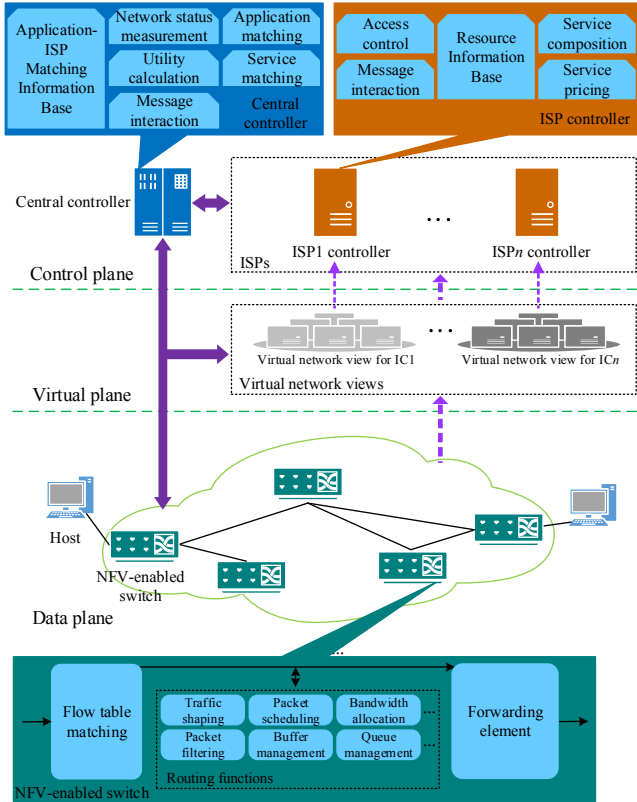 Application-
ISP
Matching
Information
Base
Network status
measurement
Application
matching
Utility
calculation
Service
matching
Message
interaction
Central
controller
Access
control
Message
interaction
Resource
Information
Base
Service
composition
Service
pricing
ISP controller
Central controller
ISP1 controller
...
ISPn controller
ISPs
Control plane
Virtual network view for IC1
...
Virtual network view for ICn
Virtual network views
Virtual plane
Host
NFV-enabled
switch
Data plane
...
Flow table
matching
Traffic
shaping
Packet
scheduling
Bandwidth
allocation
...
Packet
filtering
Buffer
management
Queue
management
...
Routing functions
Forwarding
element
NFV-enabled switch